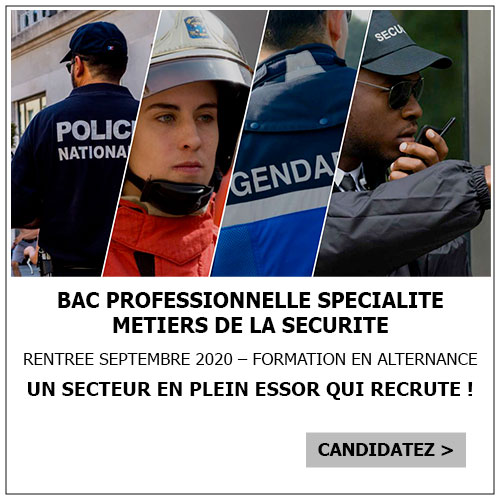 POLIC
NATIONA
GENDAR
SECU
BAC PROFESSIONNELLE SPECIALITE
METIERS DE LA SECURITE
RENTREE SEPTEMBRE 2020 – FORMATION EN ALTERNANCE
UN SECTEUR EN PLEIN ESSOR QUI RECRUTE !
CANDIDATEZ >